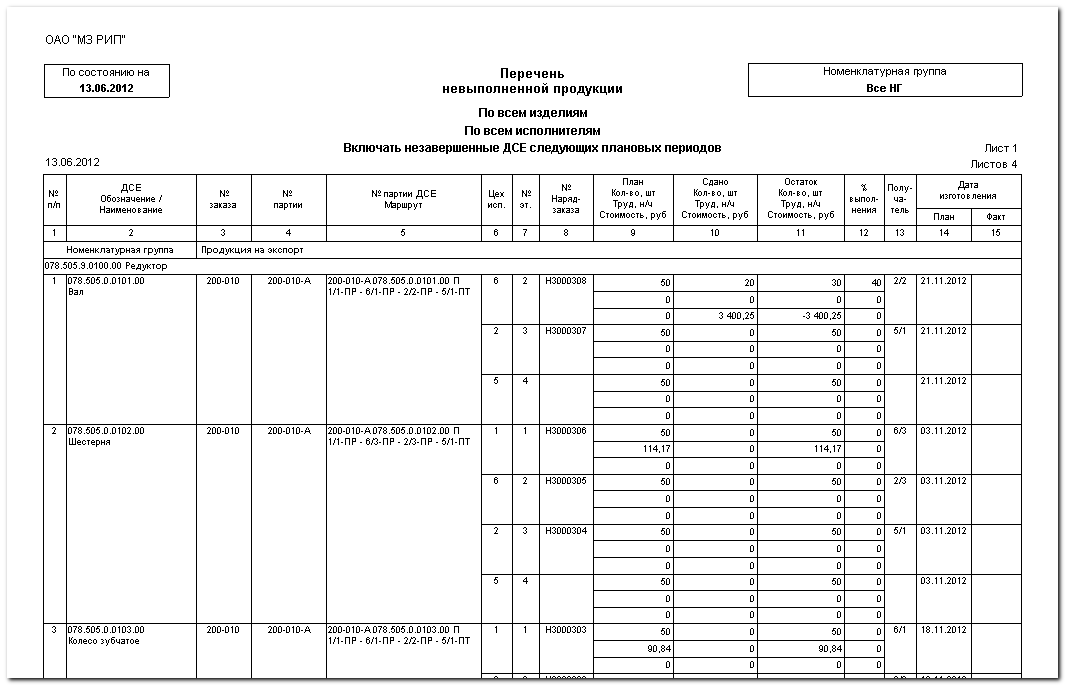 ОАО "МЗ РИП"
По состоянию на
13.06.2012
Перечень
невыполненной продукции
Номенклатурная группа
Все НГ
По всем изделиям
По всем исполнителям
Включать незавершенные ДСЕ следующих плановых периодов
13.06.2012
Лист 1
Листов 4
№ п/п
ДСЕ Обозначение / Наименование
№ заказа
№ партии
№ партии ДСЕ Маршрут
Цех исп.
№ эт.
№ Наряд-заказа
План Кол-во, шт Труд, н/ч Стоимость, руб
Сдано Кол-во, шт Труд, н/ч Стоимость, руб
Остаток Кол-во, шт Труд, н/ч Стоимость, руб
% выпол-нения
Полу-ча-тель
Дата изготовления
План Факт
1 2 3 4 5 6 7 8 9 10 11 12 13 14 15
Номенклатурная группа Продукция на экспорт
078.505.9.0100.00 Редуктор
1 078.505.0.0101.00 200-010 200-010-А 200-010-А078.505.0.0101.00 П 6 2 Н3000308 50 20 30 40 2/2 21.11.2012
Вал 1/1-ПР - 6/1-ПР - 2/2-ПР - 5/1-ПТ
0 0 0 0
0 3 400,25 -3 400,25 0
2 3 Н3000307 50 0 50 0 5/1 21.11.2012
0 0 0 0
0 0 0 0
5 4 50 0 50 0 21.11.2012
0 0 0 0
0 0 0 0
2 078.505.0.0102.00 200-010 200-010-А 200-010-А078.505.0.0102.00 П 1 1 Н3000306 50 0 50 0 6/3 03.11.2012
Шестерня 1/1-ПР - 6/3-ПР - 2/3-ПР - 5/1-ПТ
114,17 0 114,17 0
0 0 0 0
6 2 Н3000305 50 0 50 0 2/3 03.11.2012
0 0 0 0
0 0 0 0
2 3 Н3000304 50 0 50 0 5/1 03.11.2012
0 0 0 0
0 0 0 0
5 4 50 0 50 0 03.11.2012
0 0 0 0
0 0 0 0
3 078.505.0.0103.00 200-010 200-010-А 200-010-А078.505.0.0103.00 П 1 1 Н3000303 50 0 50 0 6/1 18.11.2012
Колесо зубчатое 1/1-ПР - 6/1-ПР - 2/2-ПР - 5/1-ПТ
90,84 0 90,84 0
0 0 0 0